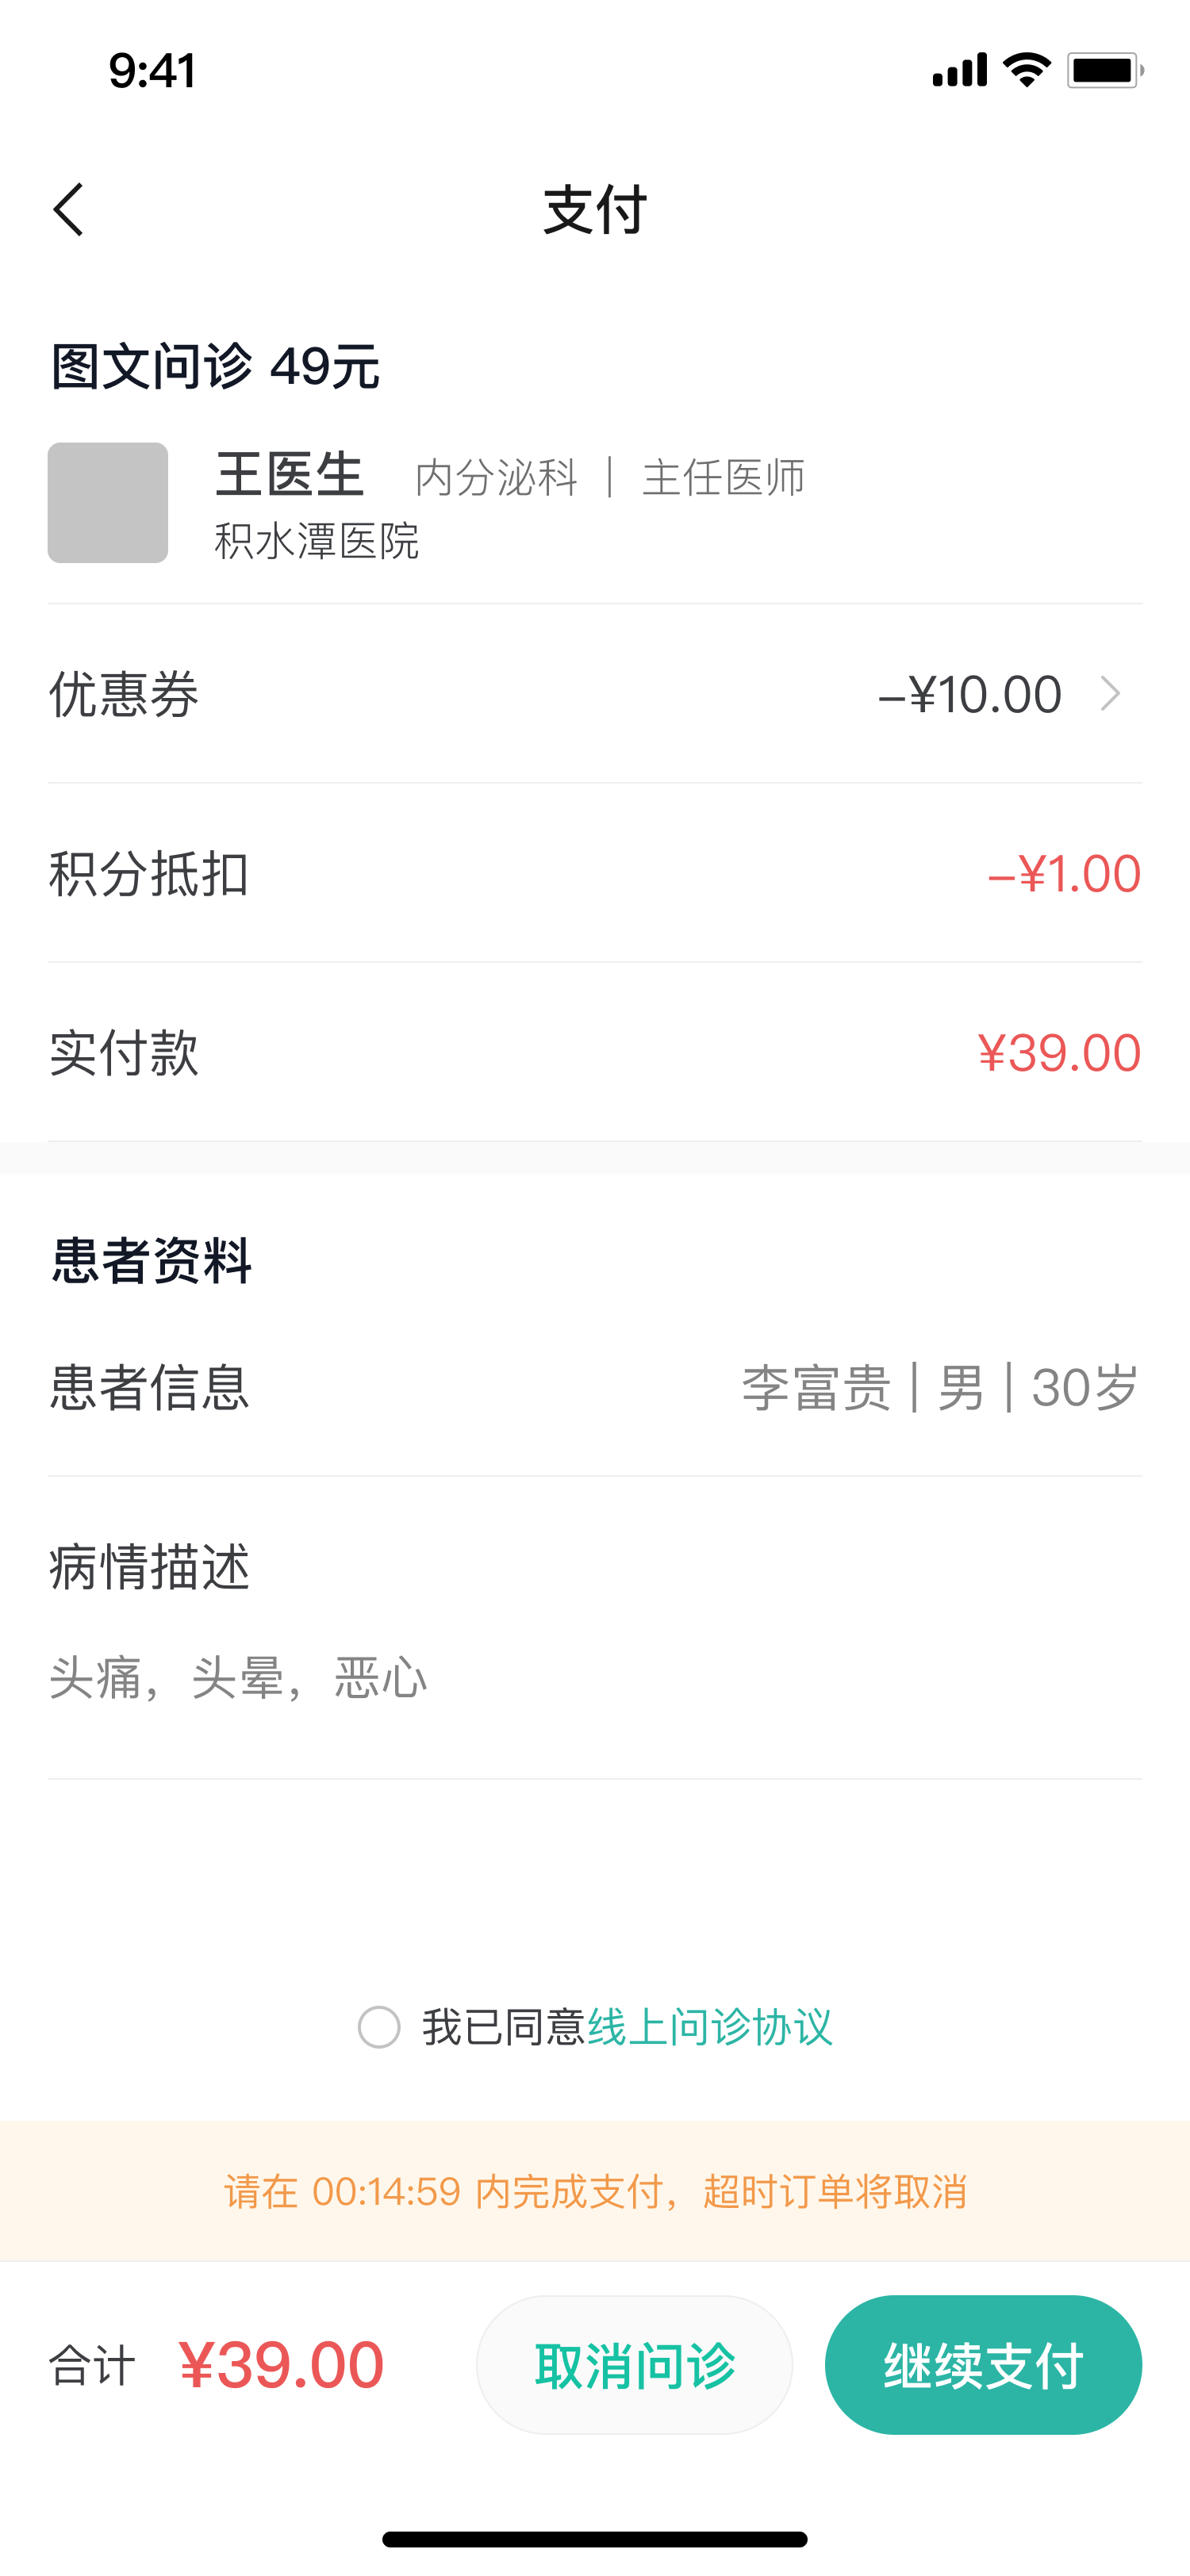 9:41
支付
图文问诊 49元
王医生 内分泌科 | 主任医师
积水潭医院
优惠券 -¥10.00
积分抵扣 -¥1.00
实付款 ¥39.00
患者资料
患者信息 李富贵 | 男 | 30岁
病情描述
头痛，头晕，恶心
我已同意线上问诊协议
请在 00:14:59 内完成支付，超时订单将取消
合计 ¥39.00 取消问诊 继续支付